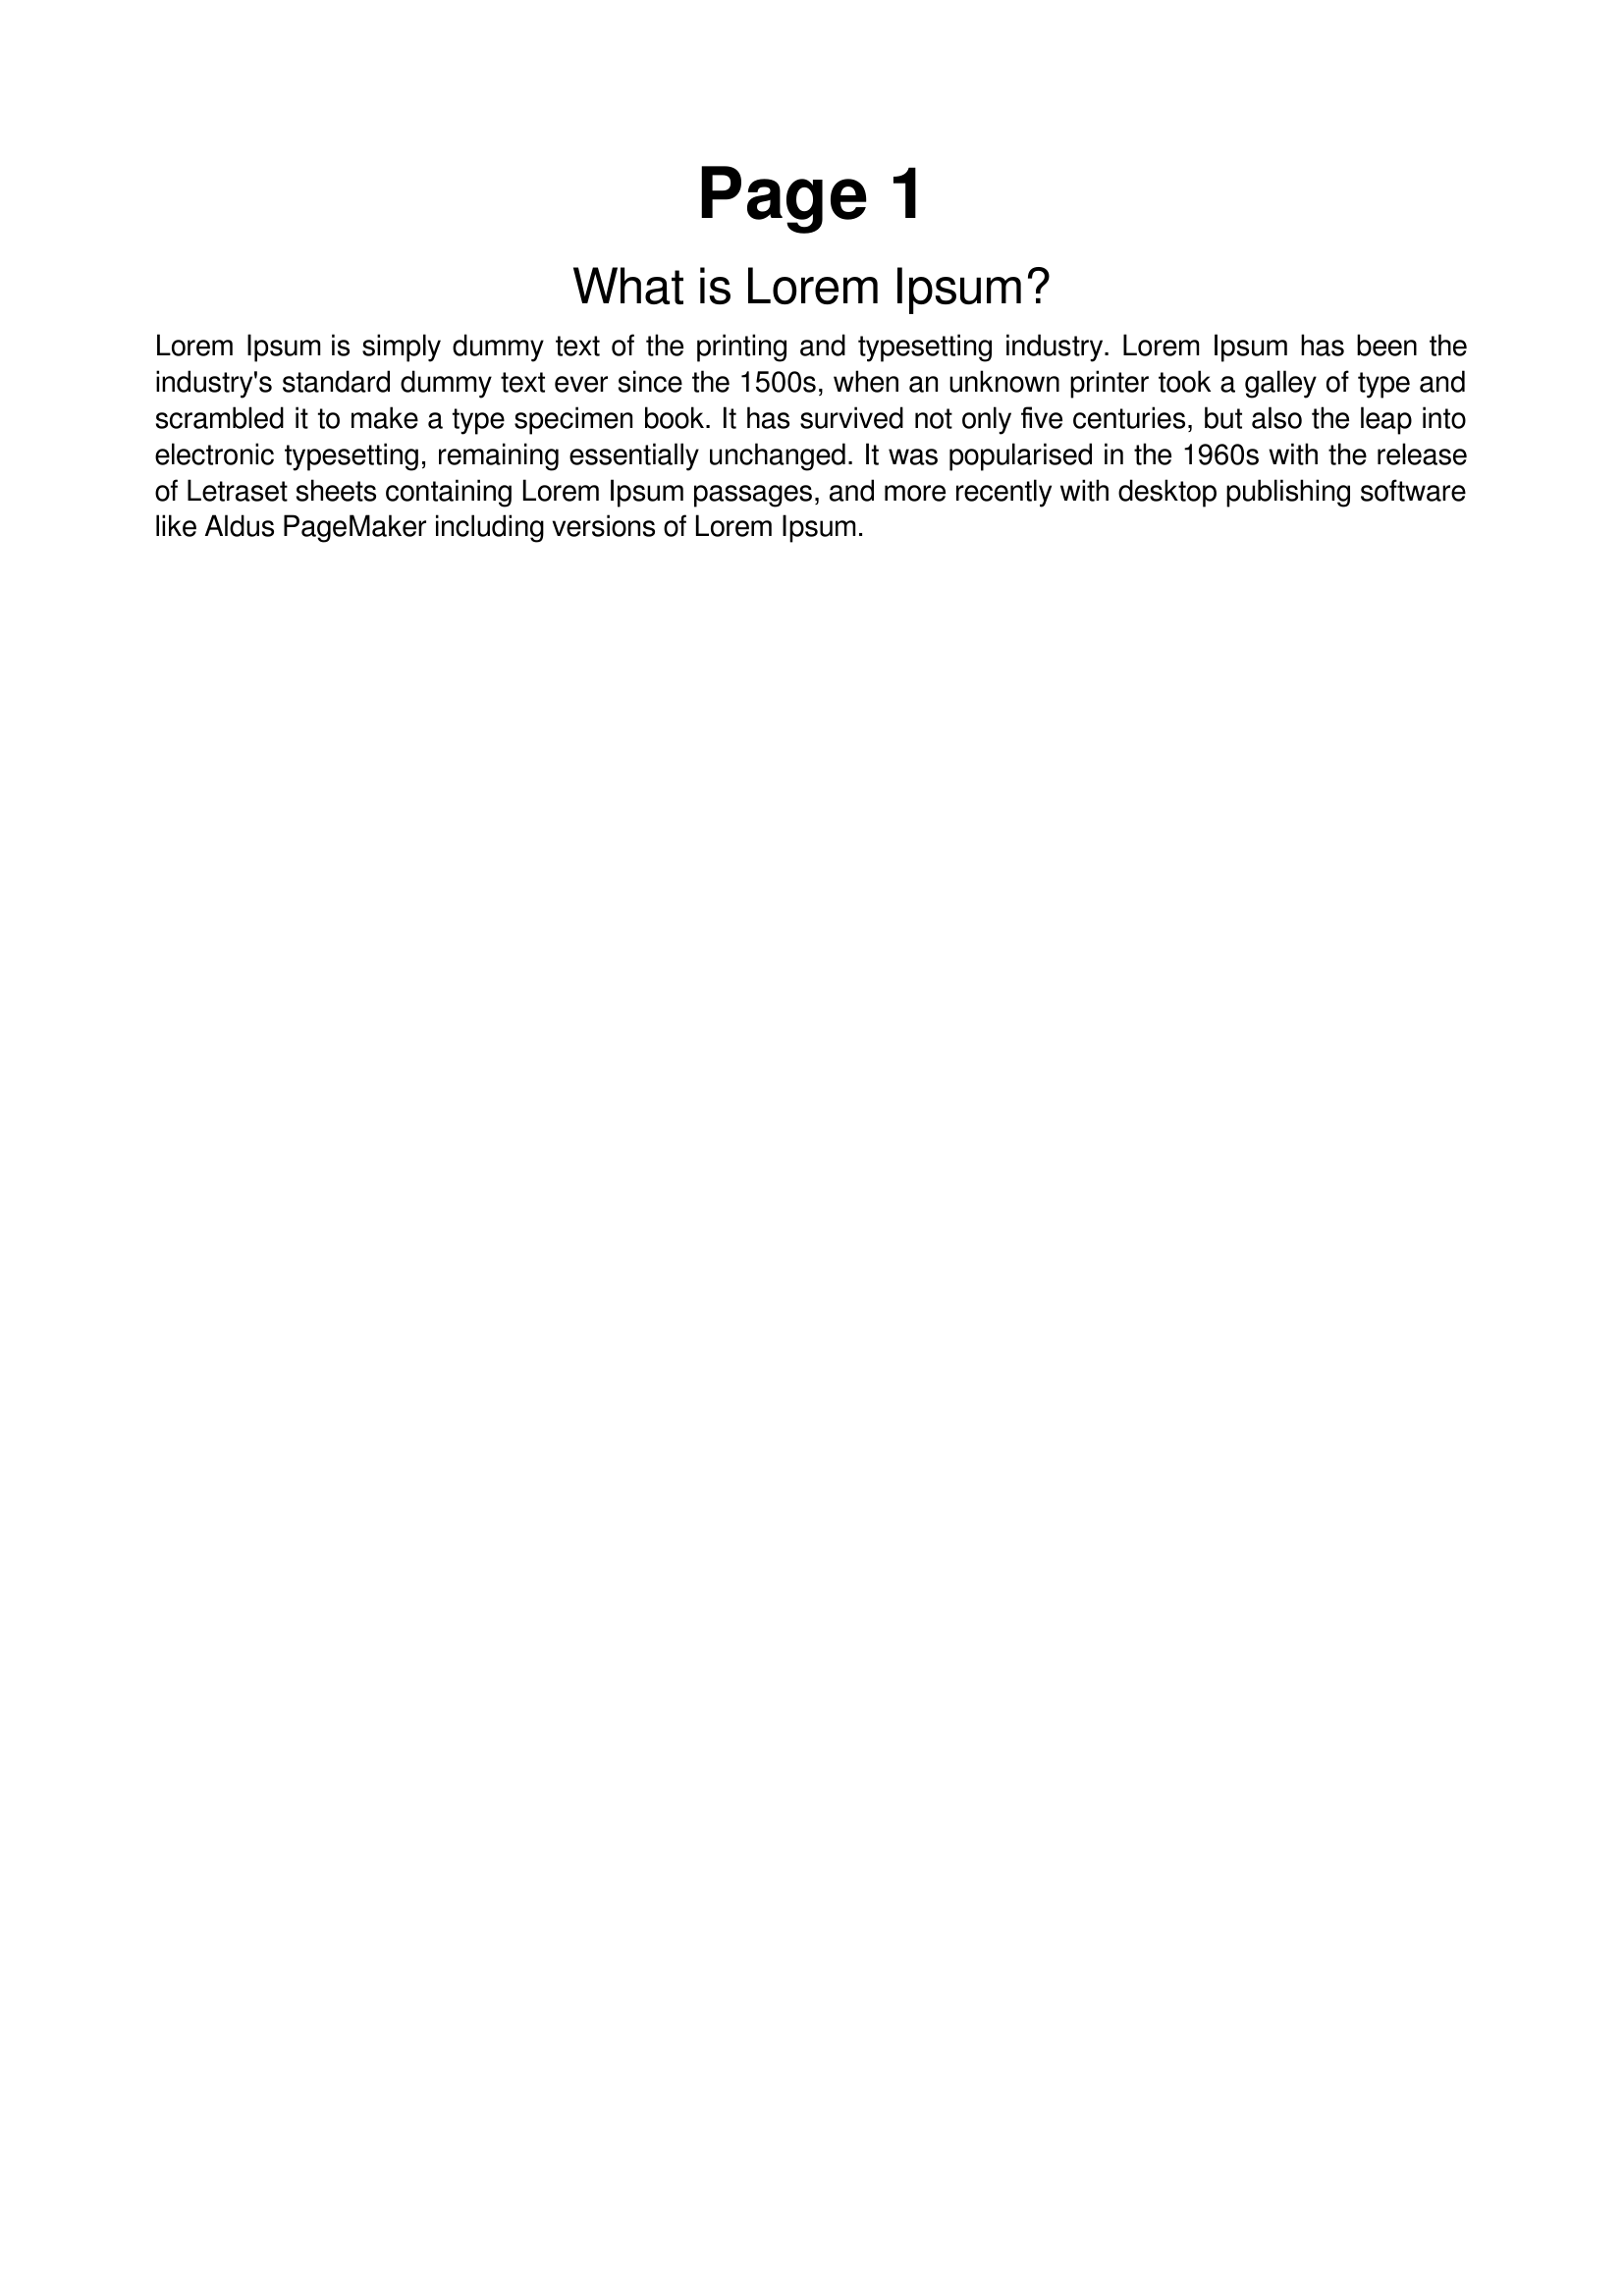 Page 1
What is Lorem Ipsum?
Lorem Ipsum is simply dummy text of the printing and typesetting industry. Lorem Ipsum has been the
industry's standard dummy text ever since the 1500s, when an unknown printer took a galley of type and
scrambled it to make a type specimen book. It has survived not only five centuries, but also the leap into
electronic typesetting, remaining essentially unchanged. It was popularised in the 1960s with the release
of Letraset sheets containing Lorem Ipsum passages, and more recently with desktop publishing software
like Aldus PageMaker including versions of Lorem Ipsum.